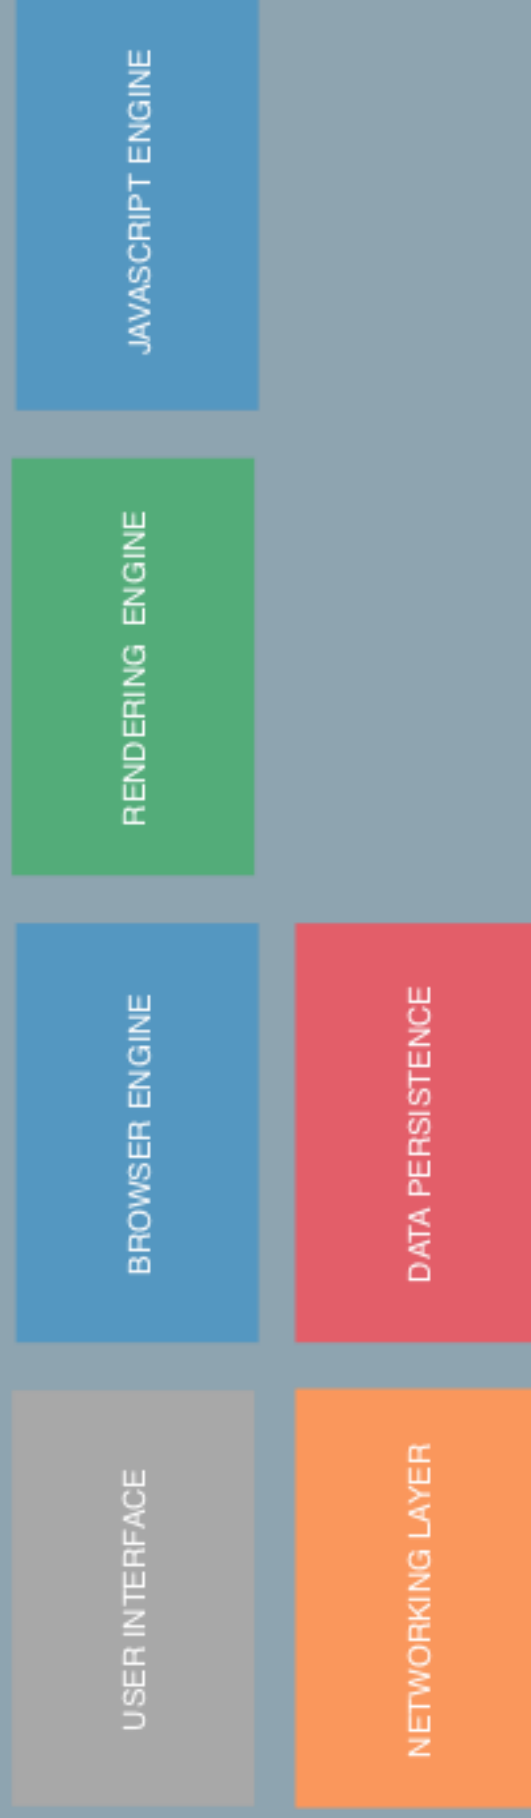 USER INTERFACE
BROWSER ENGINE
RENDERING ENGINE
JAVASCRIPT ENGINE
NETWORKING LAYER
DATA PERSISTENCE